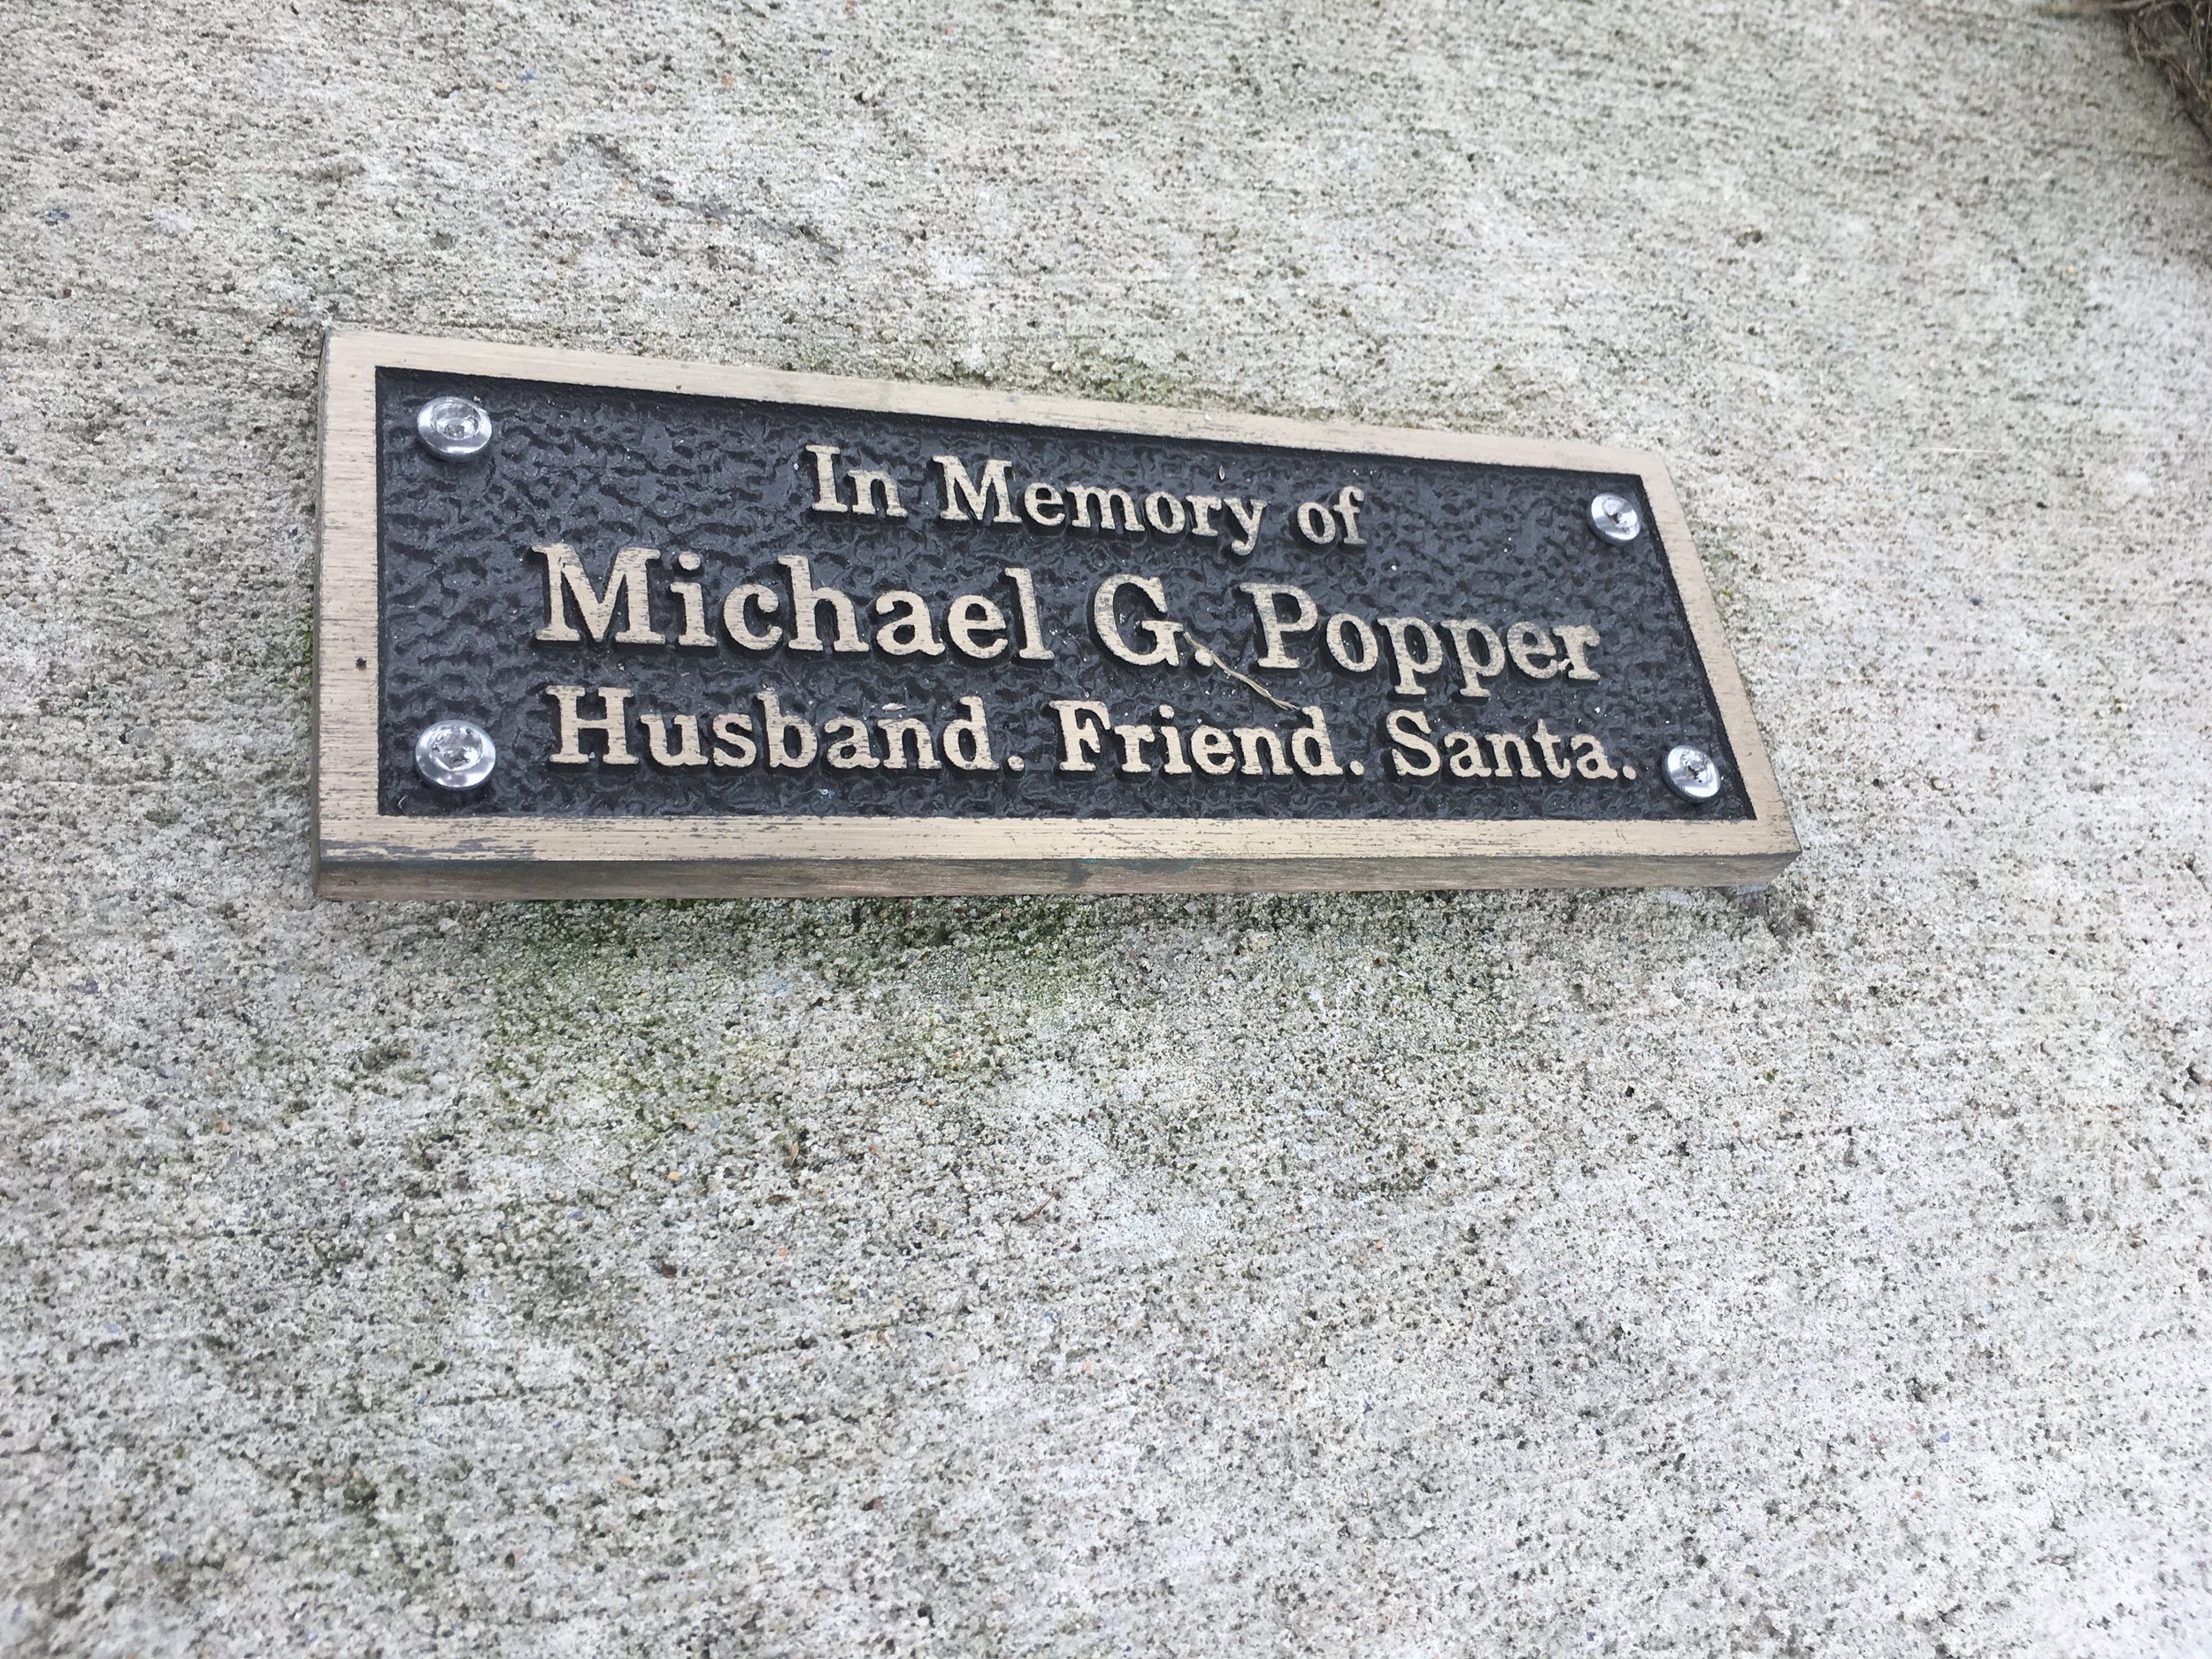 In Memory of
Michael G. Popper
Husband. Friend. Santa.